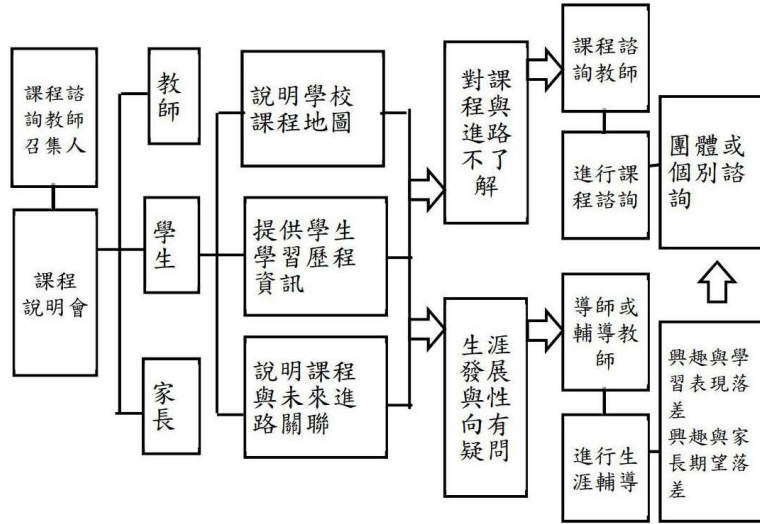 課程諮
詢教師
召集人
課程
說明會
教
師
學
生
家
長
說明學校
課程地圖
提供學生
學習歷程
資訊
說明課程
與未來進
路關聯
對課
程與
進路
不了
解
生涯
發展
與性
向有
疑問
課程諮
詢教師
進行課
程諮詢
團體或
個別諮
詢
導師或
輔導教
師
進行生
涯輔導
興趣與學
習表現落
差
興趣與家
長期望落
差